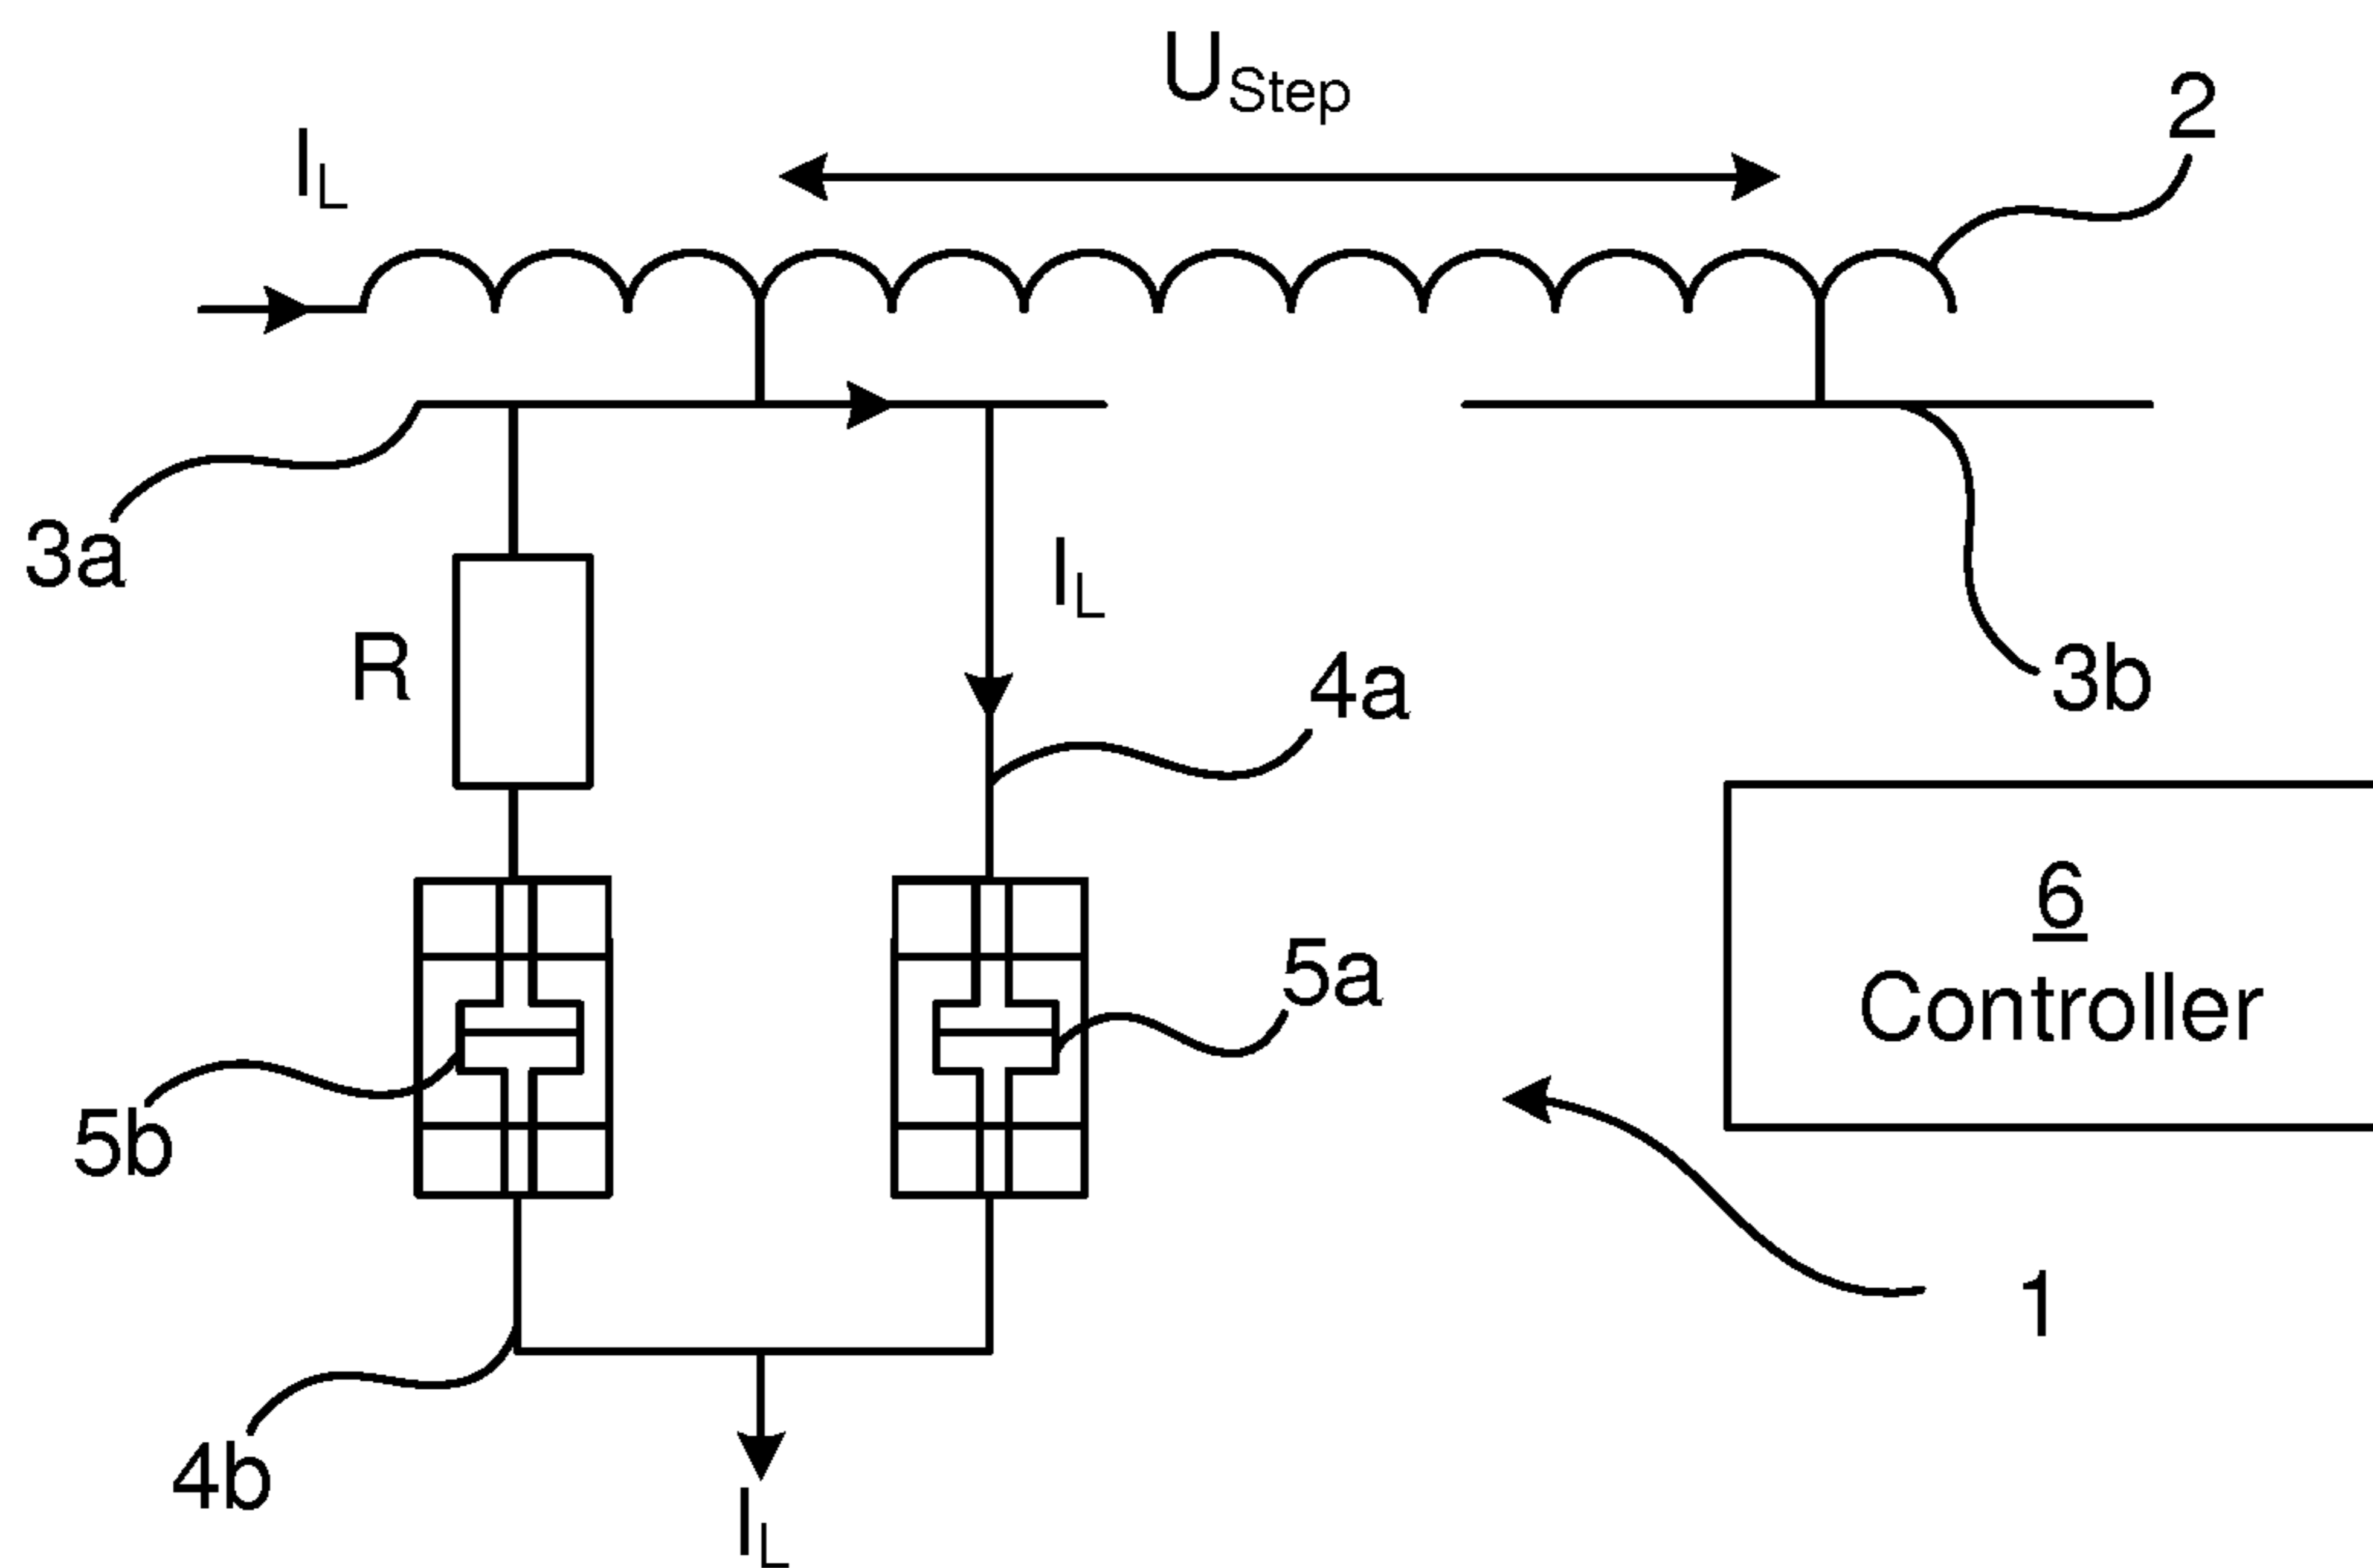 U_Step
2
I_L
3a
I_L
R
4a
3b
6
Controller
5a
5b
1
4b
I_L